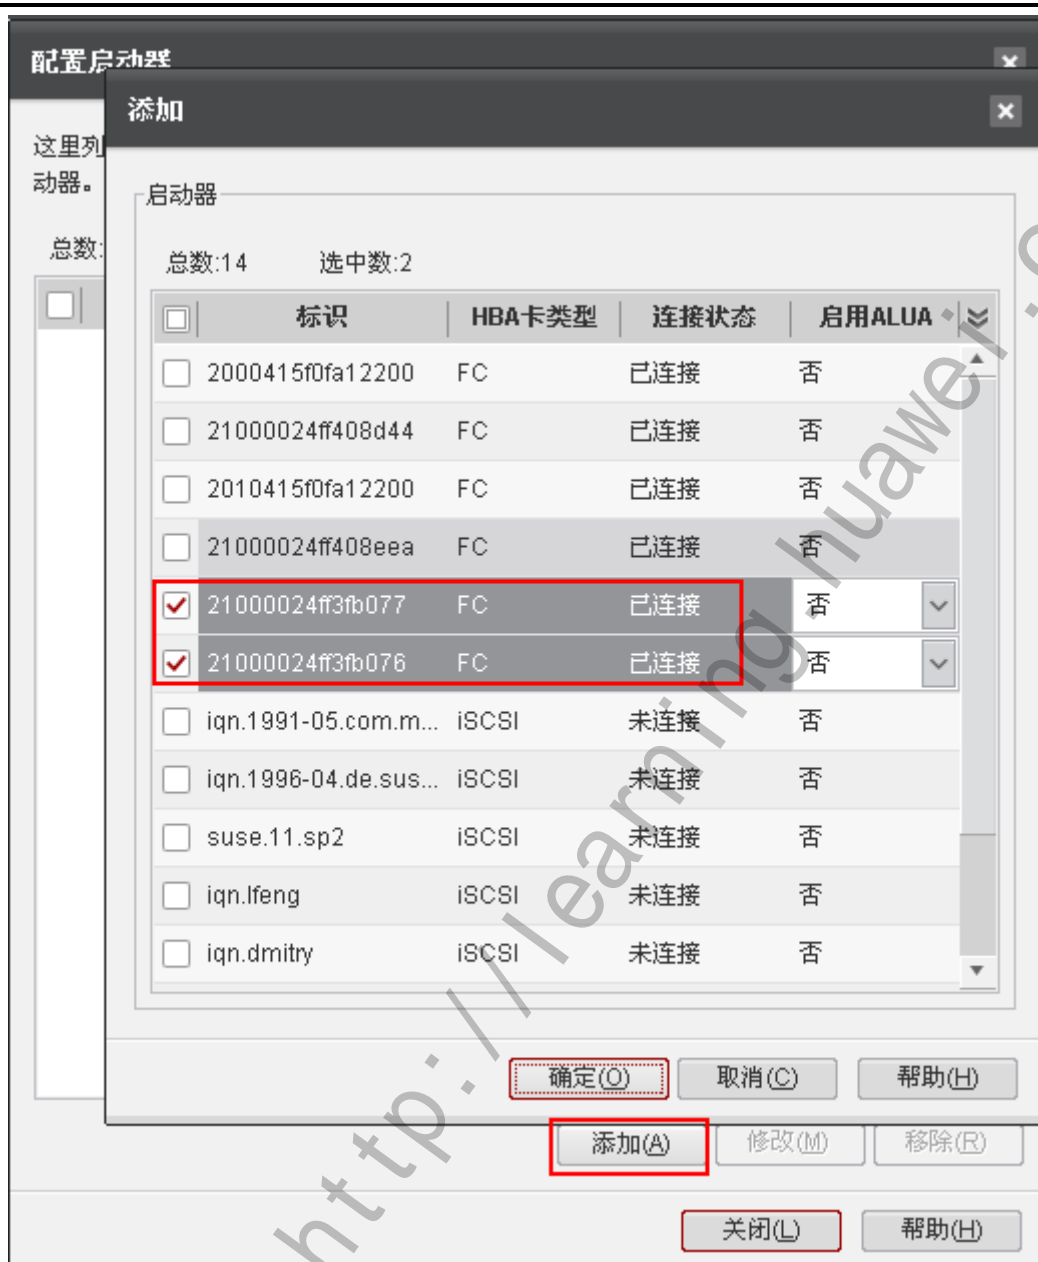 配置启动器
添加
这里列
动器。
启动器
总数:
总数:14 选中数:2
标识 HBA卡类型 连接状态 启用ALUA
2000415f0fa12200 FC 已连接 否
21000024ff408d44 FC 已连接 否
2010415f0fa12200 FC 已连接 否
21000024ff408eea FC 已连接 否
21000024ff3fb077 FC 已连接 否
21000024ff3fb076 FC 已连接 否
iqn.1991-05.com.m... iSCSI 未连接 否
iqn.1996-04.de.sus... iSCSI 未连接 否
suse.11.sp2 iSCSI 未连接 否
iqn.lfeng iSCSI 未连接 否
iqn.dmitry iSCSI 未连接 否
确定(O) 取消(C) 帮助(H)
添加(A) 修改(M) 移除(R)
关闭(L) 帮助(H)
http://learning.huawei.c